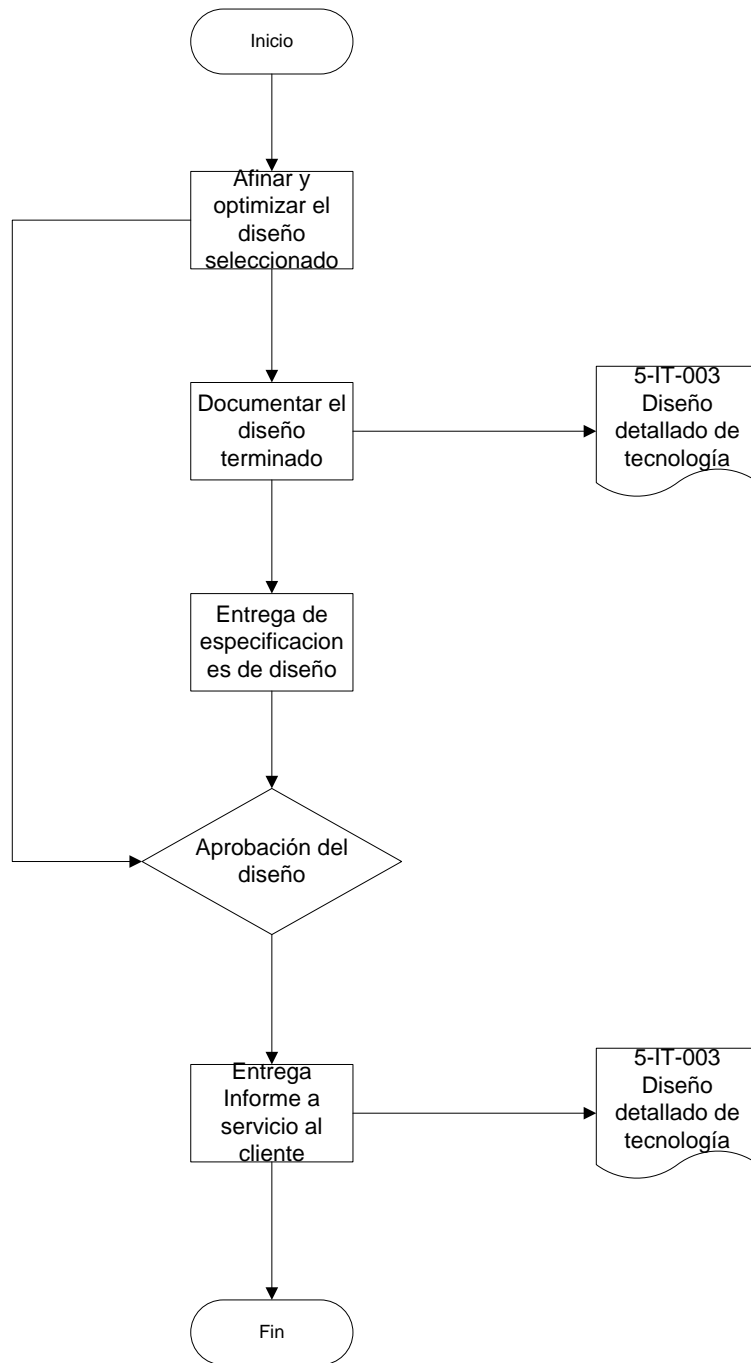 Inicio
Afinar y
optimizar el
diseño
seleccionado
Documentar el
diseño
terminado
5-IT-003
Diseño
detallado de
tecnología
Entrega de
especificacion
es de diseño
Aprobación del
diseño
Entrega
Informe a
servicio al
cliente
5-IT-003
Diseño
detallado de
tecnología
Fin